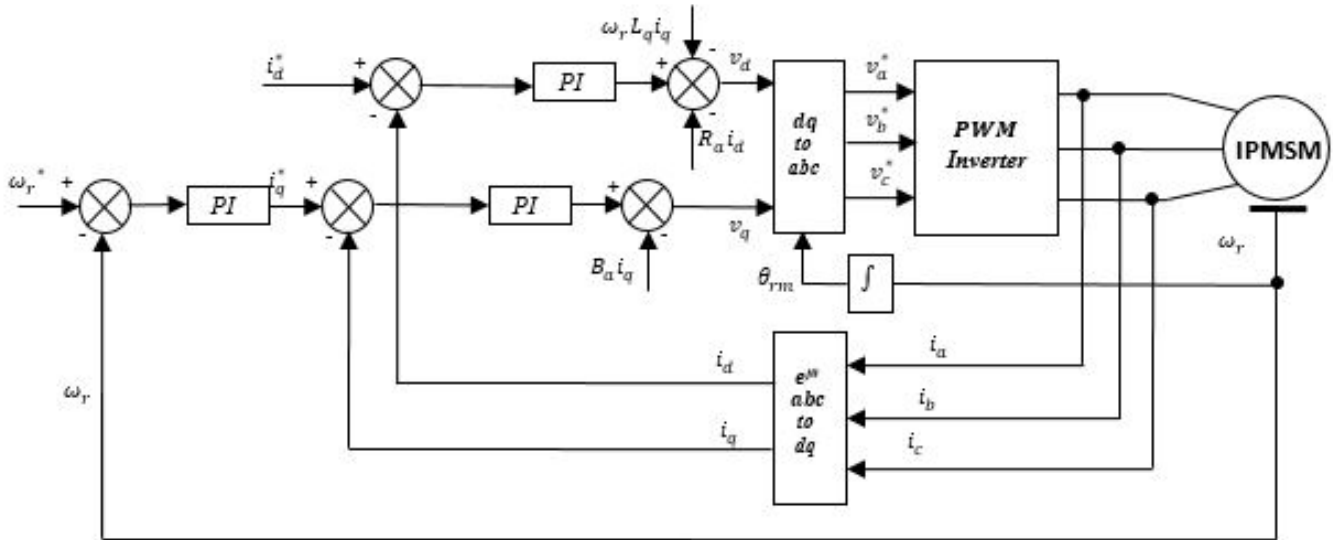 ω_r L_q i_q
i_d^*
+
-
PI
+
-
-
v_d
R_a i_d
dq
to
abc
v_a^*
v_b^*
v_c^*
PWM
Inverter
IPMSM
ω_r^*
+
-
PI
i_q^*
+
-
PI
+
-
v_q
B_a i_q
θ_rm
∫
ω_r
ω_r
i_d
i_q
abc
to
dq
i_a
i_b
i_c